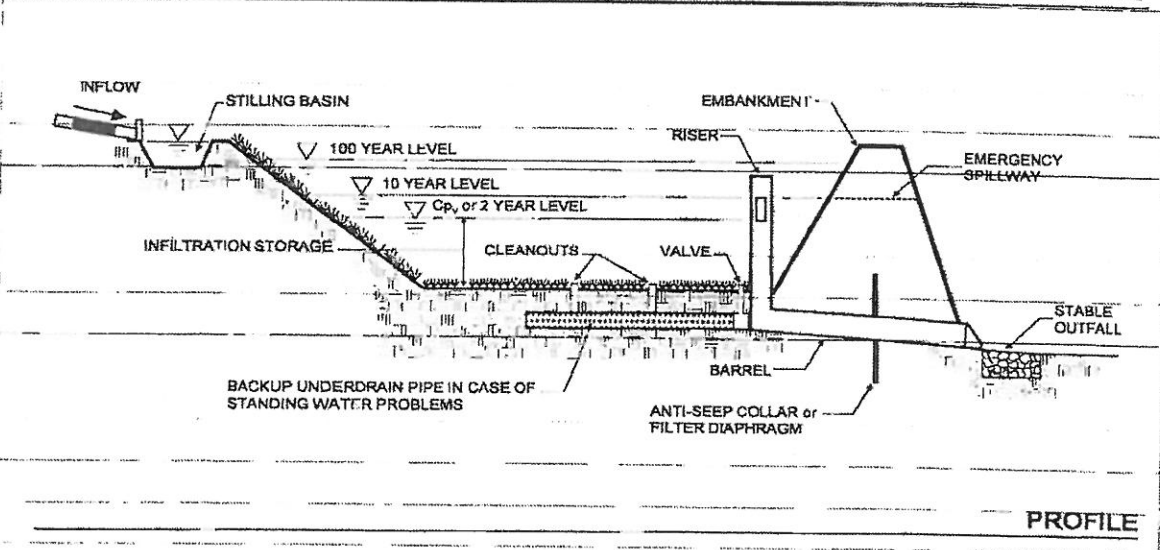 INFLOW
STILLING BASIN
100 YEAR LEVEL
10 YEAR LEVEL
Cpv or 2 YEAR LEVEL
INFILTRATION STORAGE
CLEANOUTS
VALVE
EMBANKMENT
RISER
EMERGENCY
SPILLWAY
STABLE
OUTFALL
BARREL
BACKUP UNDERDRAIN PIPE IN CASE OF
STANDING WATER PROBLEMS
ANTI-SEEP COLLAR or
FILTER DIAPHRAGM
PROFILE